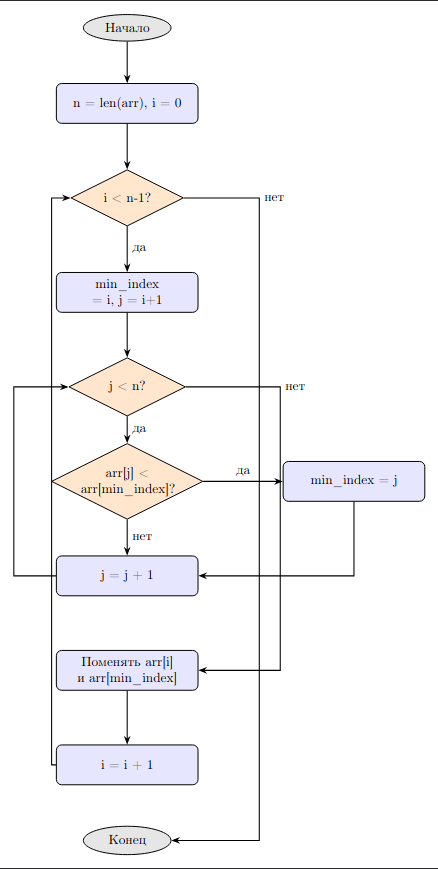 Начало
n = len(arr), i = 0
i < n-1?
нет
да
min_index
= i, j = i+1
j < n?
нет
да
arr[j] <
arr[min_index]?
да
min_index = j
нет
j = j + 1
Поменять arr[i]
и arr[min_index]
i = i + 1
Конец